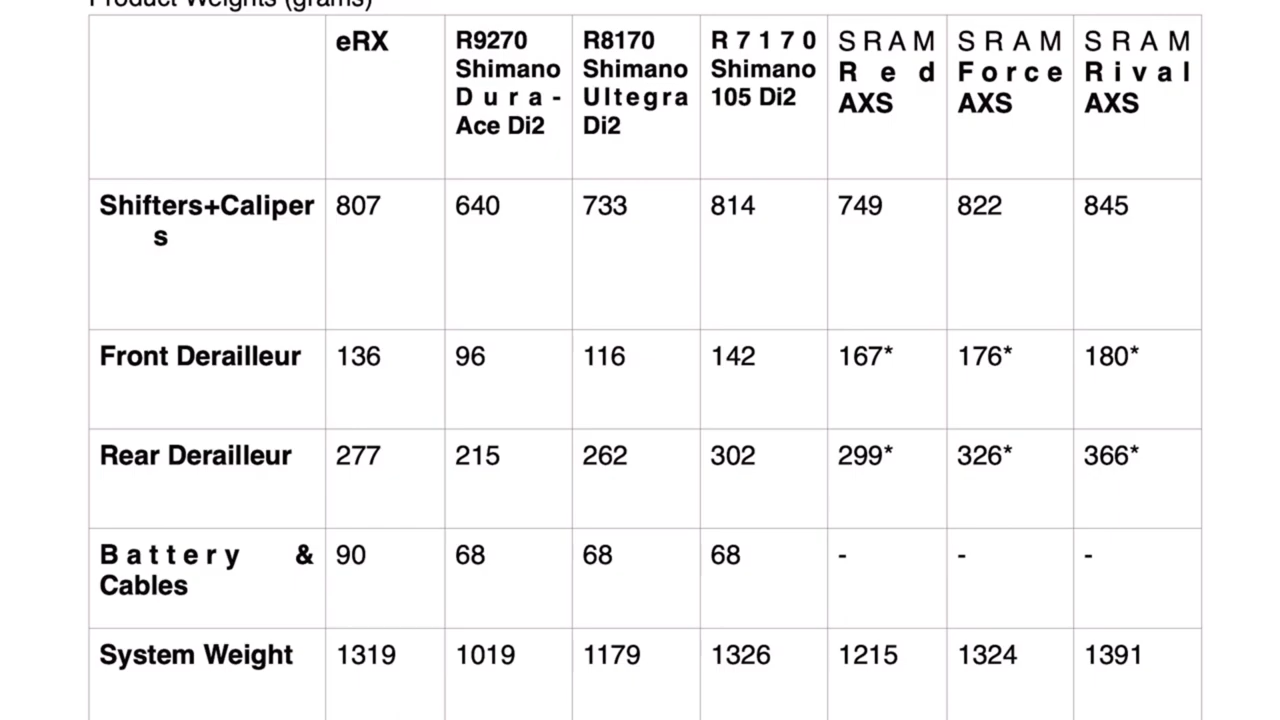 Product Weights (grams)
eRX R9270 Shimano Dura-Ace Di2 R8170 Shimano Ultegra Di2 R7170 Shimano 105 Di2 SRAM Red AXS SRAM Force AXS SRAM Rival AXS
Shifters+Calipers 807 640 733 814 749 822 845
Front Derailleur 136 96 116 142 167* 176* 180*
Rear Derailleur 277 215 262 302 299* 326* 366*
Battery & Cables 90 68 68 68 - - -
System Weight 1319 1019 1179 1326 1215 1324 1391